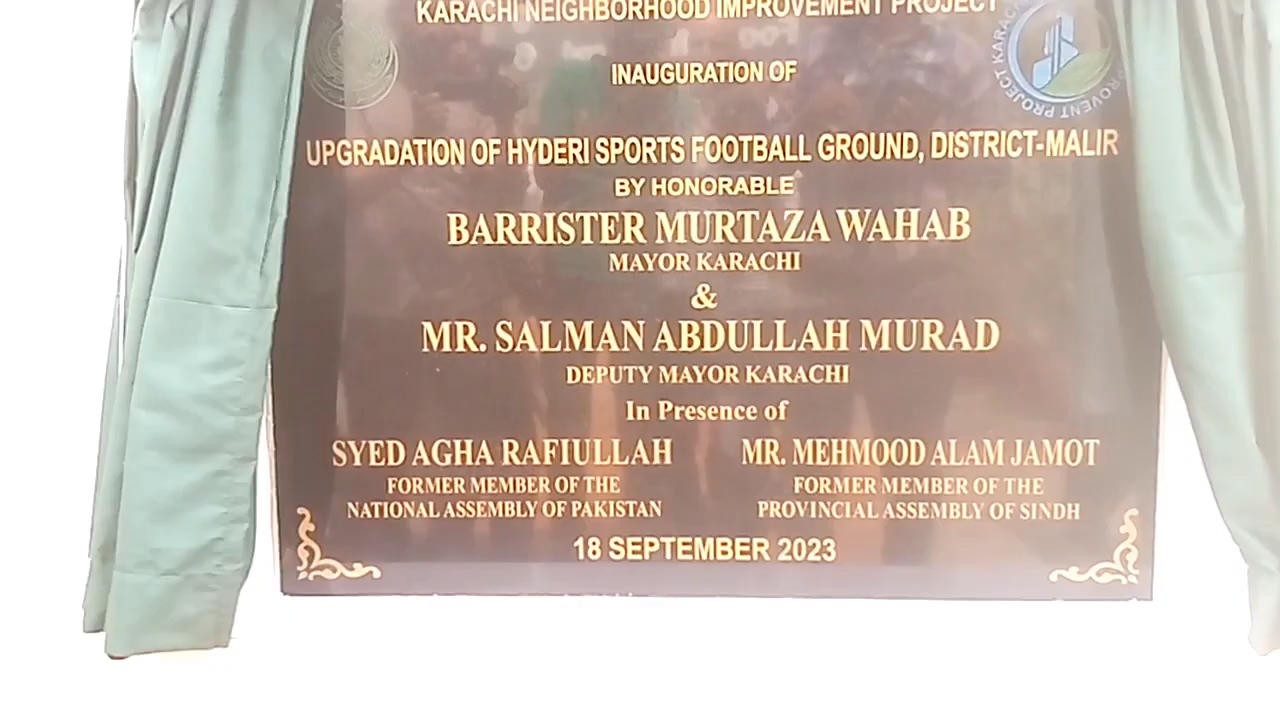 KARACHI NEIGHBORHOOD IMPROVEMENT PROJECT
INAUGURATION OF
UPGRADATION OF HYDERI SPORTS FOOTBALL GROUND, DISTRICT-MALIR
BY HONORABLE
BARRISTER MURTAZA WAHAB
MAYOR KARACHI
&
MR. SALMAN ABDULLAH MURAD
DEPUTY MAYOR KARACHI
In Presence of
SYED AGHA RAFIULLAH MR. MEHMOOD ALAM JAMOT
FORMER MEMBER OF THE FORMER MEMBER OF THE
NATIONAL ASSEMBLY OF PAKISTAN PROVINCIAL ASSEMBLY OF SINDH
18 SEPTEMBER 2023